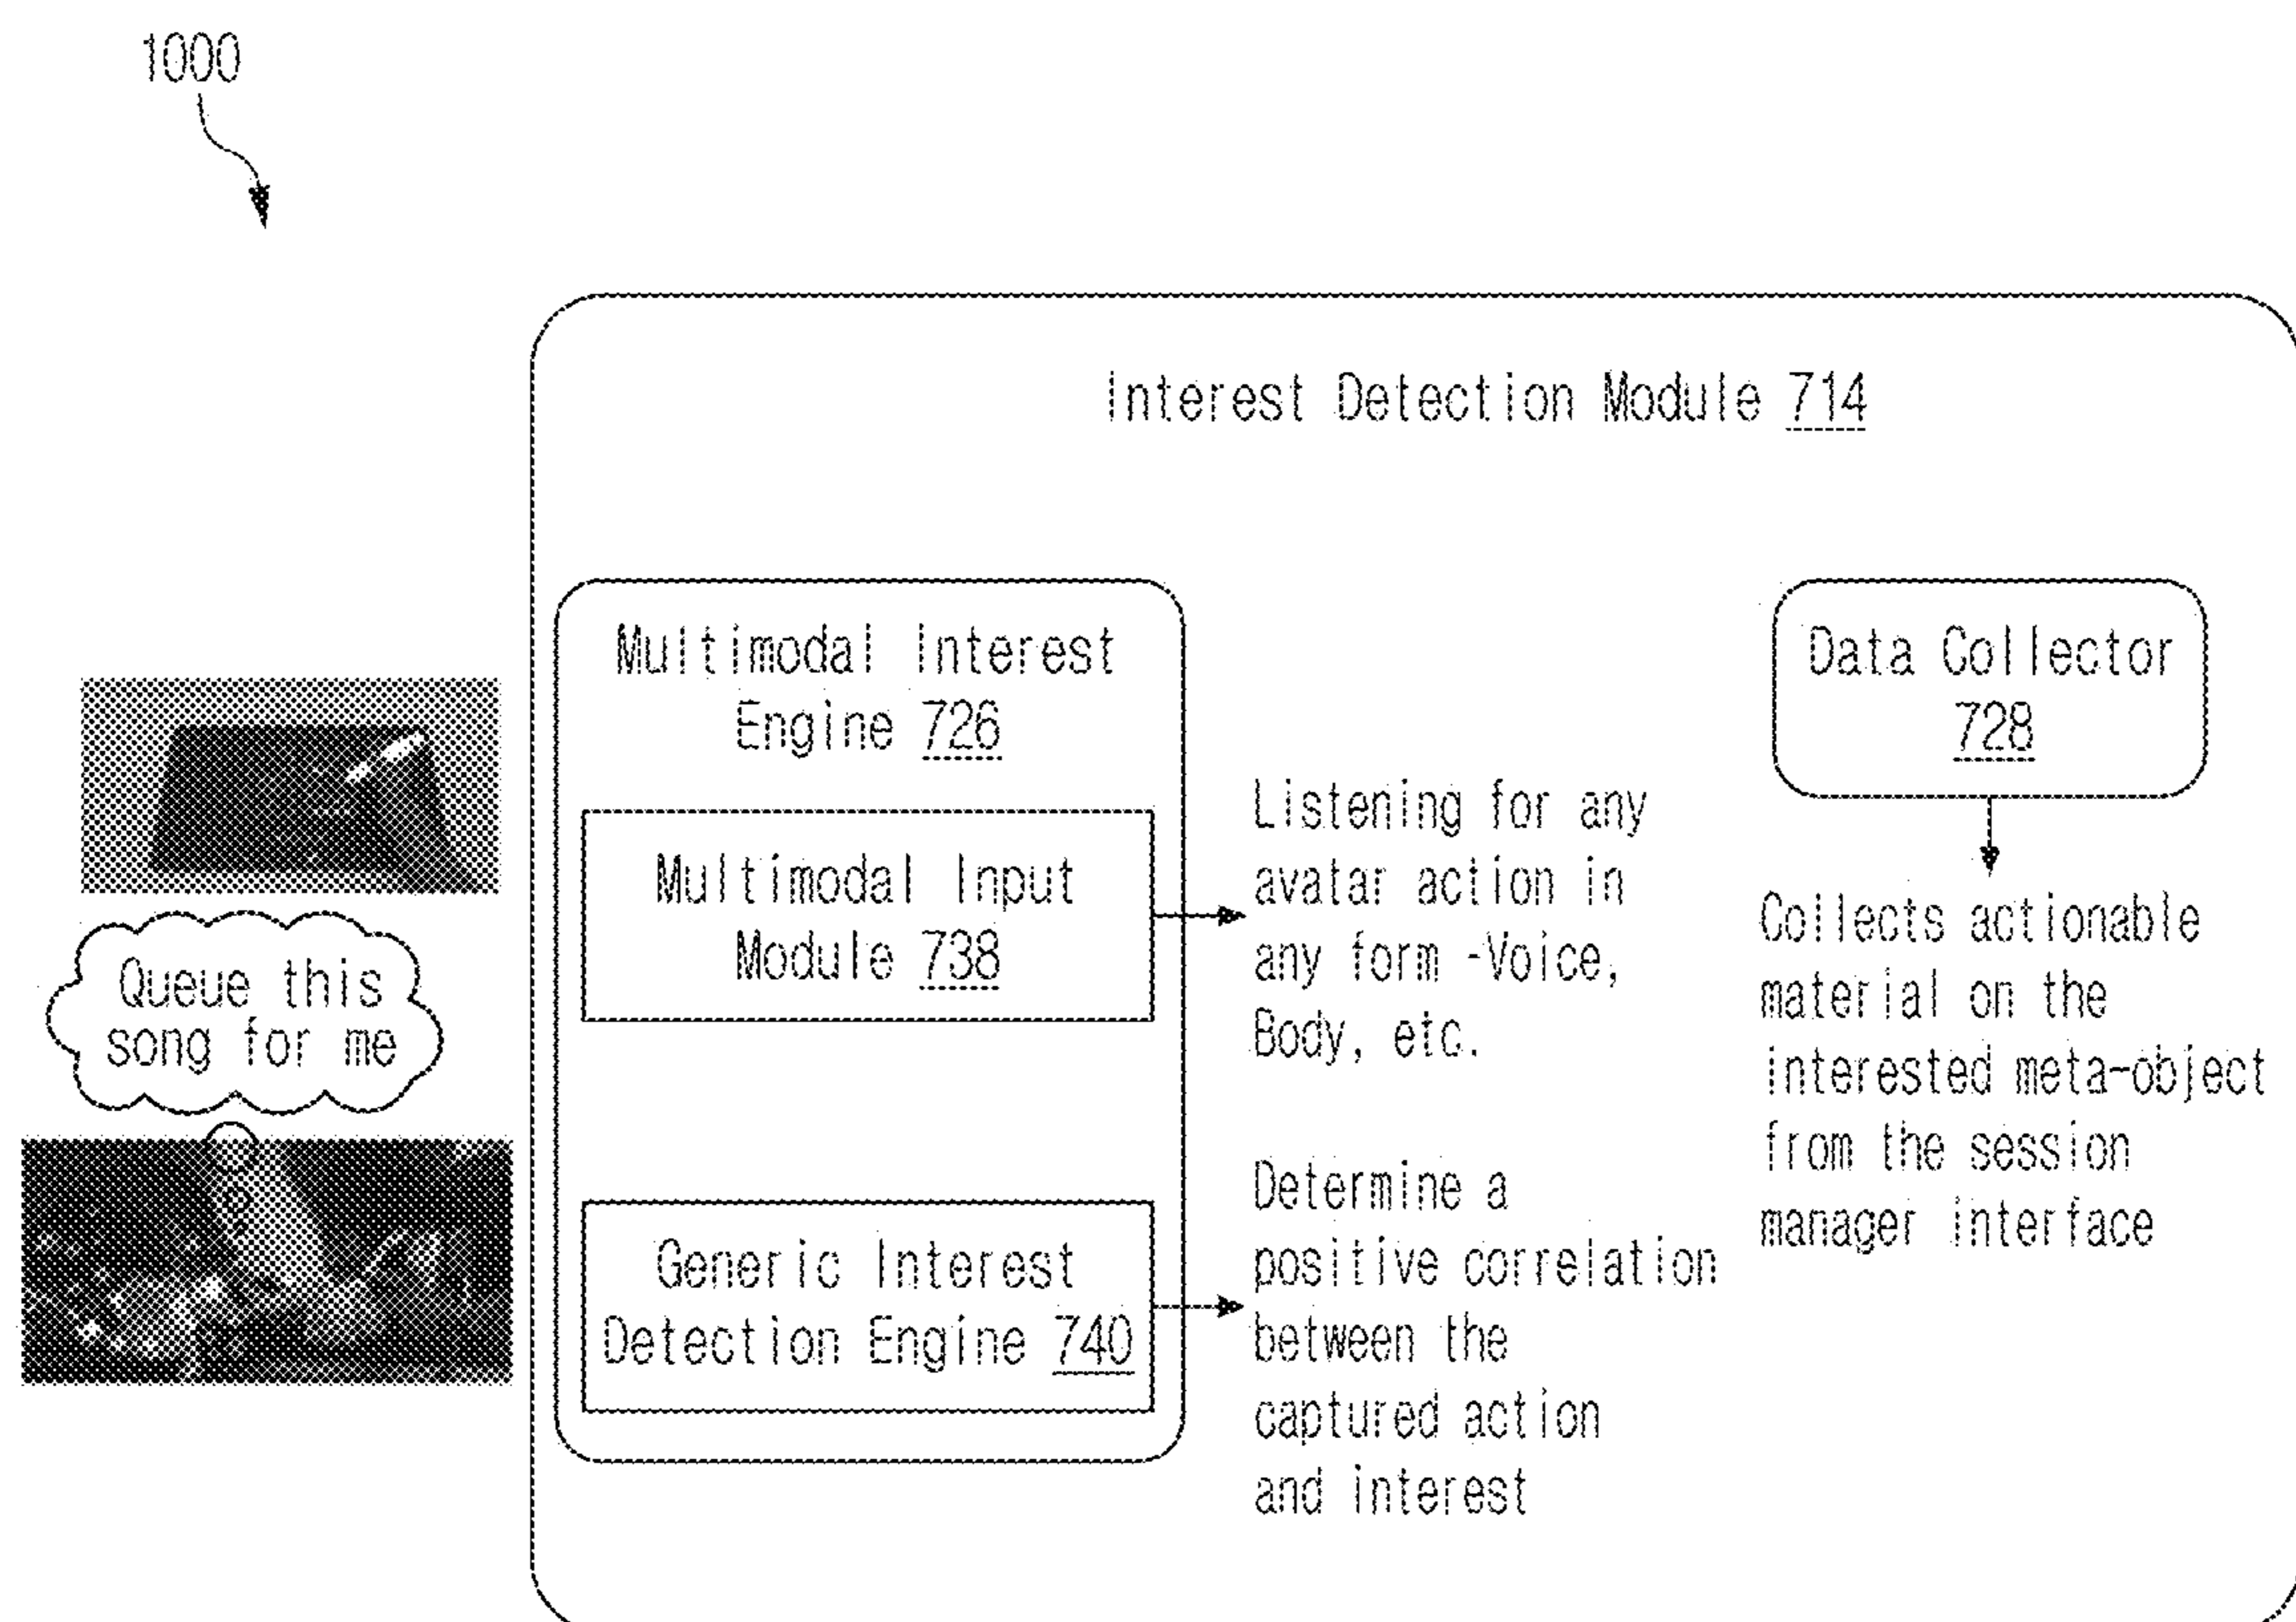 1000
Interest Detection Module 714
Multimodal Interest
Engine 726
Multimodal Input
Module 738
Generic Interest
Detection Engine 740
Queue this
song for me
Listening for any
avatar action in
any form -Voice,
Body, etc.
Determine a
positive correlation
between the
captured action
and interest
Data Collector
728
Collects actionable
material on the
interested meta-object
from the session
manager interface